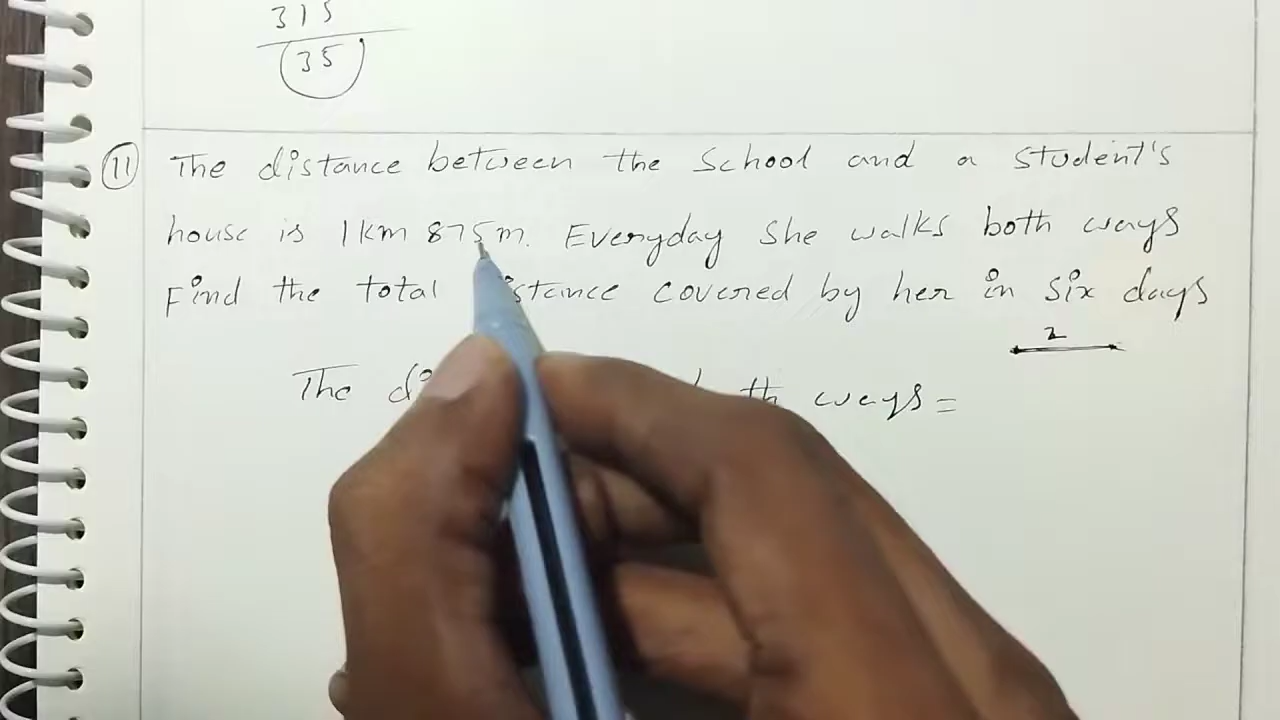 315
35
11 The distance between the School and a student's
house is 1km 875m. Everyday She walks both ways
Find the total distance covered by her in six days
2
The ways =